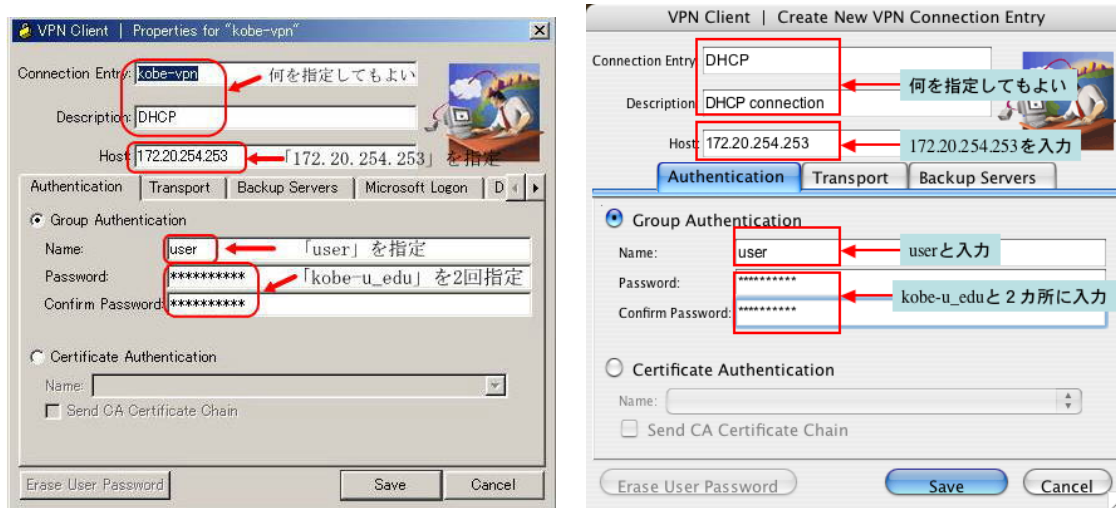 VPN Client | Properties for "kobe-vpn"
Connection Entry: kobe-vpn
何を指定してもよい
Description: DHCP
Host: 172.20.254.253
「172.20.254.253」を指定
Authentication Transport Backup Servers Microsoft Logon D
Group Authentication
Name: user
「user」を指定
Password: **********
「kobe-u_edu」を2回指定
Confirm Password: **********
Certificate Authentication
Name:
Send CA Certificate Chain
Erase User Password Save Cancel
VPN Client | Create New VPN Connection Entry
Connection Entry DHCP
何を指定してもよい
Description DHCP connection
Host 172.20.254.253
172.20.254.253を入力
Authentication Transport Backup Servers
Group Authentication
Name: user
userと入力
Password: **********
kobe-u_eduと2カ所に入力
Confirm Password: **********
Certificate Authentication
Name:
Send CA Certificate Chain
Erase User Password Save Cancel